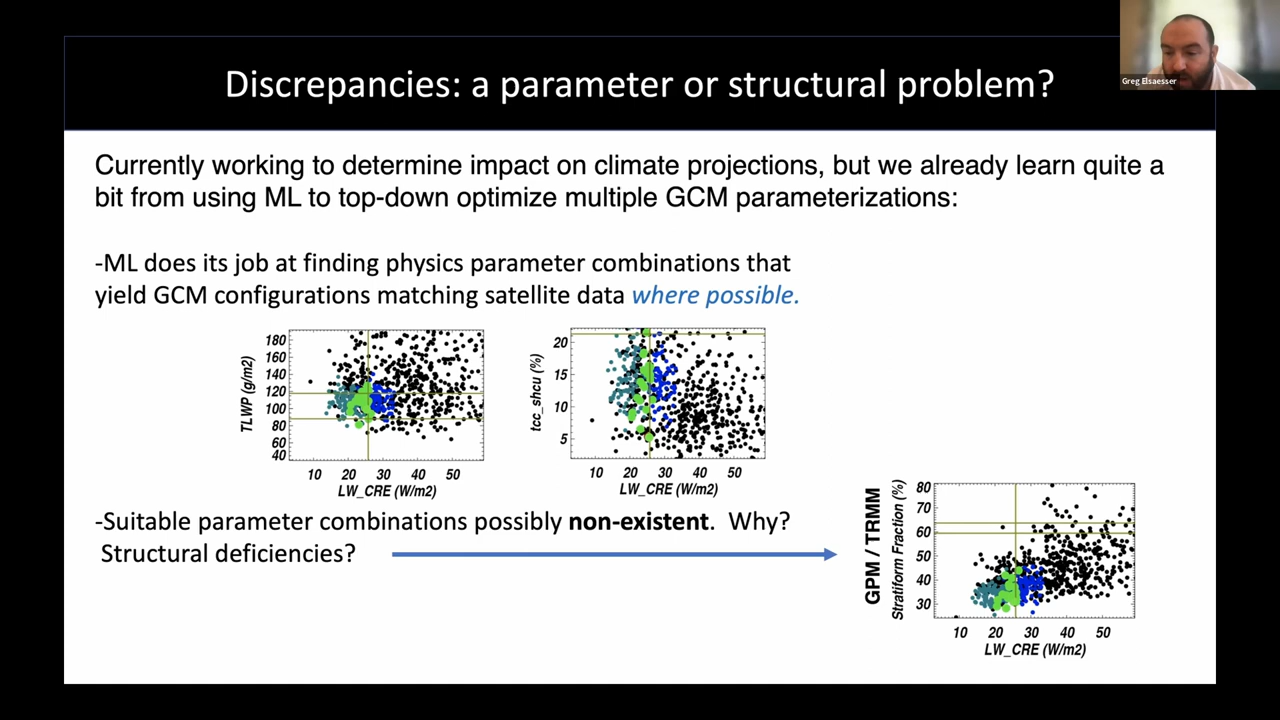 Discrepancies: a parameter or structural problem?
Greg Elsaesser
Currently working to determine impact on climate projections, but we already learn quite a
bit from using ML to top-down optimize multiple GCM parameterizations:
-ML does its job at finding physics parameter combinations that
yield GCM configurations matching satellite data where possible.
TLWP (g/m2)
180
160
140
120
100
80
60
40
10 20 30 40 50
LW_CRE (W/m2)
tcc_shcu (%)
20
15
10
5
10 20 30 40 50
LW_CRE (W/m2)
-Suitable parameter combinations possibly non-existent. Why?
Structural deficiencies?
GPM / TRMM
Stratiform Fraction (%)
80
70
60
50
40
30
10 20 30 40 50
LW_CRE (W/m2)